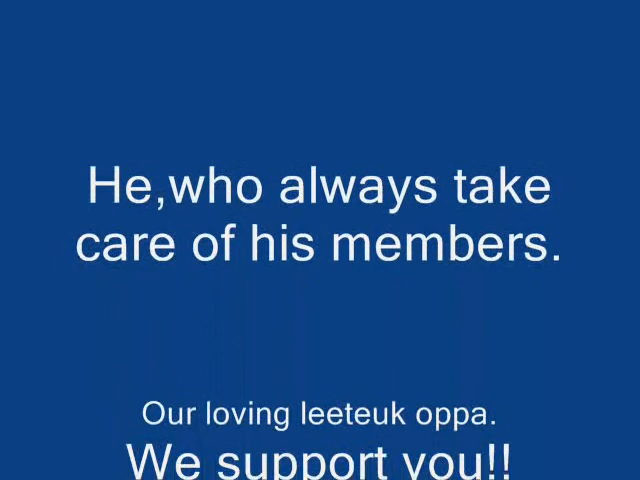 He,who always take
care of his members.
Our loving leeteuk oppa.
We support you!!